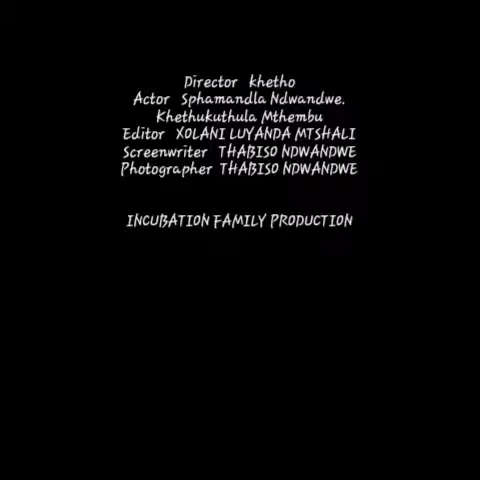 Director khetho
Actor Sphamandla Ndwandwe.
Khethukuthula Mthembu
Editor XOLANI LUYANDA MTSHALI
Screenwriter THABISO NDWANDWE
Photographer THABISO NDWANDWE
INCUBATION FAMILY PRODUCTION